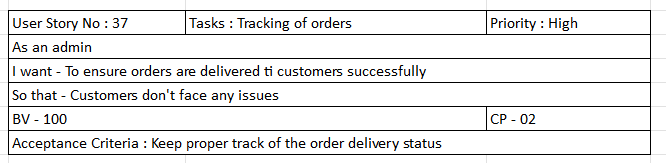 User Story No : 37 Tasks : Tracking of orders Priority : High
As an admin
I want - To ensure orders are delivered ti customers successfully
So that - Customers don't face any issues
BV - 100 CP - 02
Acceptance Criteria : Keep proper track of the order delivery status